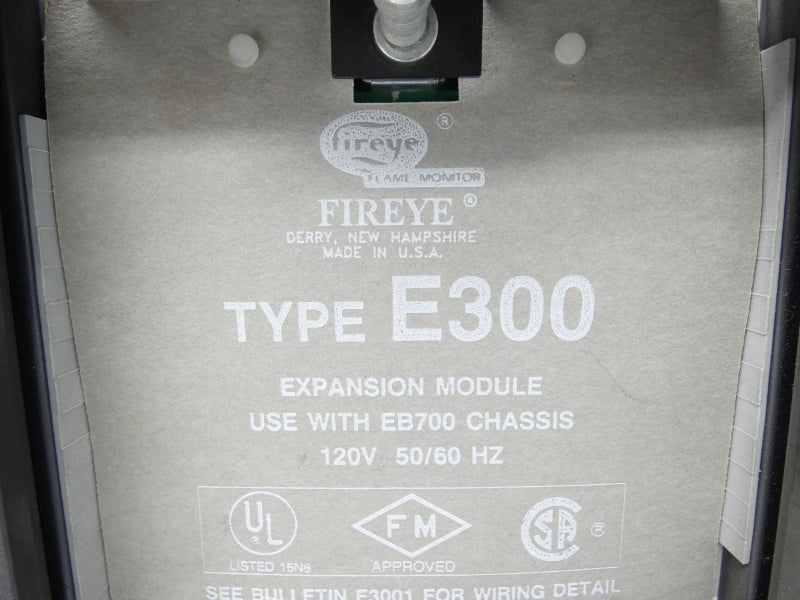 fireye ®
FLAME MONITOR
FIREYE ®
DERRY, NEW HAMPSHIRE
MADE IN U.S.A.
TYPE E300
EXPANSION MODULE
USE WITH EB700 CHASSIS
120V 50/60 HZ
UL FM SA ®
LISTED 16N8 APPROVED
SEE BULLETIN E3001 FOR WIRING DETAIL